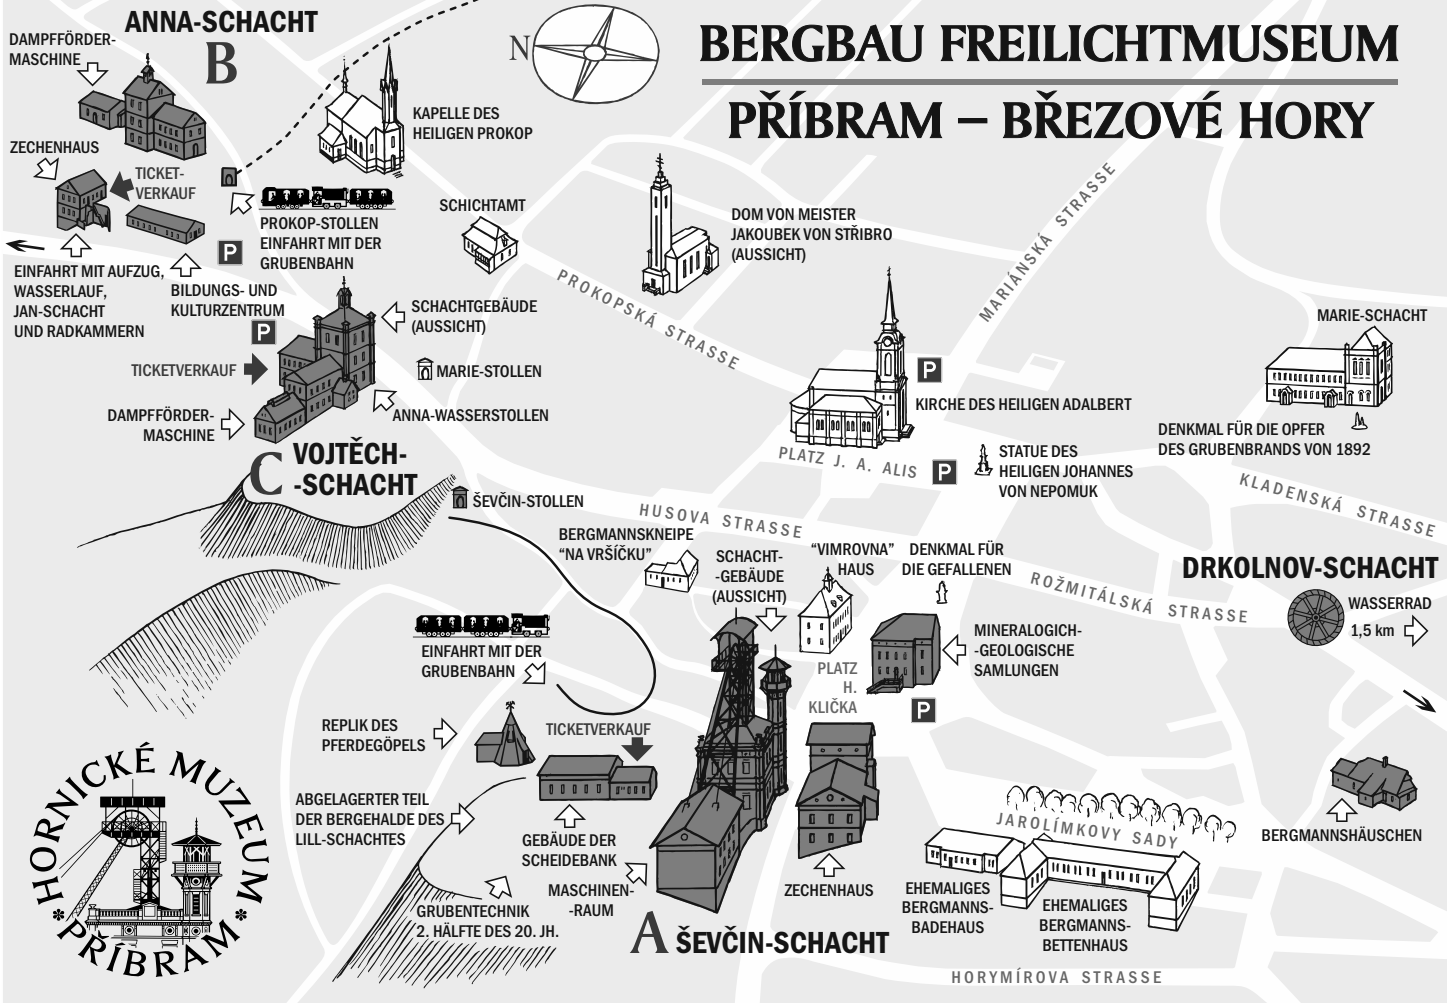 ANNA-SCHACHT
B
DAMPFFÖRDER-
MASCHINE
ZECHENHAUS
TICKET-
VERKAUF
N
BERGBAU FREILICHTMUSEUM
PŘÍBRAM – BŘEZOVÉ HORY
KAPELLE DES
HEILIGEN PROKOP
PROKOP-STOLLEN
EINFAHRT MIT DER
GRUBENBAHN
P
EINFAHRT MIT AUFZUG,
WASSERLAUF,
JAN-SCHACHT
UND RADKAMMERN
BILDUNGS- UND
KULTURZENTRUM
P
SCHICHTAMT
DOM VON MEISTER
JAKOUBEK VON STŘIBRO
(AUSSICHT)
PROKOPSKÁ STRASSE
MARIÁNSKÁ STRASSE
SCHACHTGEBÄUDE
(AUSSICHT)
TICKETVERKAUF
MARIE-STOLLEN
ANNA-WASSERSTOLLEN
DAMPFFÖRDER-
MASCHINE
C
VOJTĚCH-
-SCHACHT
ŠEVČIN-STOLLEN
P
KIRCHE DES HEILIGEN ADALBERT
PLATZ J. A. ALIS
P
STATUE DES
HEILIGEN JOHANNES
VON NEPOMUK
MARIE-SCHACHT
DENKMAL FÜR DIE OPFER
DES GRUBENBRANDS VON 1892
KLADENSKÁ STRASSE
HUSOVA STRASSE
ROŽMITÁLSKÁ STRASSE
BERGMANNSKNEIPE
“NA VRŠÍČKU”
SCHACHT-
-GEBÄUDE
(AUSSICHT)
“VIMROVNA”
HAUS
DENKMAL FÜR
DIE GEFALLENEN
DRKOLNOV-SCHACHT
WASSERRAD
1,5 km
MINERALOGICH-
-GEOLOGISCHE
SAMLUNGEN
P
PLATZ
H.
KLIČKA
EINFAHRT MIT DER
GRUBENBAHN
REPLIK DES
PFERDEGÖPELS
TICKETVERKAUF
ABGELAGERTER TEIL
DER BERGEHALDE DES
LILL-SCHACHTES
GEBÄUDE DER
SCHEIDEBANK
MASCHINEN-
-RAUM
GRUBENTECHNIK
2. HÄLFTE DES 20. JH.
A ŠEVČIN-SCHACHT
ZECHENHAUS
JAROLÍMKOVY SADY
EHEMALIGES
BERGMANNS-
BADEHAUS
EHEMALIGES
BERGMANNS-
BETTENHAUS
BERGMANNSHÄUSCHEN
HORYMÍROVA STRASSE
HORNICKÉ MUZEUM
* PŘÍBRAM *